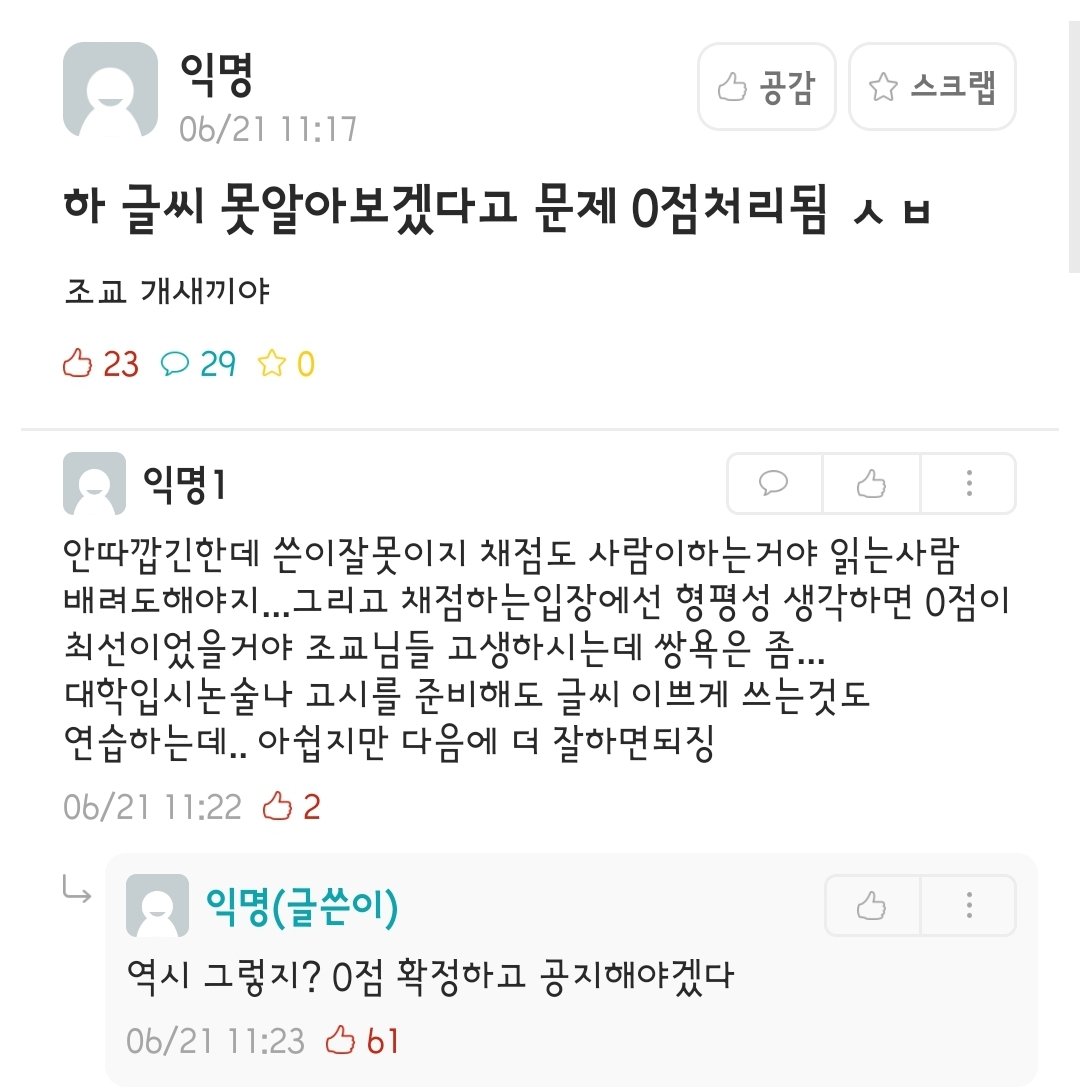 익명
06/21 11:17
공감
스크랩
하 글씨 못알아보겠다고 문제 0점처리됨 ㅅㅂ
조교 개새끼야
23 29 0
익명1
안따깝긴한데 쓴이잘못이지 채점도 사람이하는거야 읽는사람
배려도해야지...그리고 채점하는입장에선 형평성 생각하면 0점이
최선이었을거야 조교님들 고생하시는데 쌍욕은 좀...
대학입시논술나 고시를 준비해도 글씨 이쁘게 쓰는것도
연습하는데.. 아쉽지만 다음에 더 잘하면되징
06/21 11:22 2
익명(글쓴이)
역시 그렇지? 0점 확정하고 공지해야겠다
06/21 11:23 61